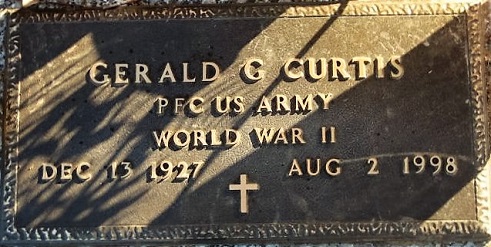 GERALD G CURTIS
PFC US ARMY
WORLD WAR II
DEC 13 1927 AUG 2 1998